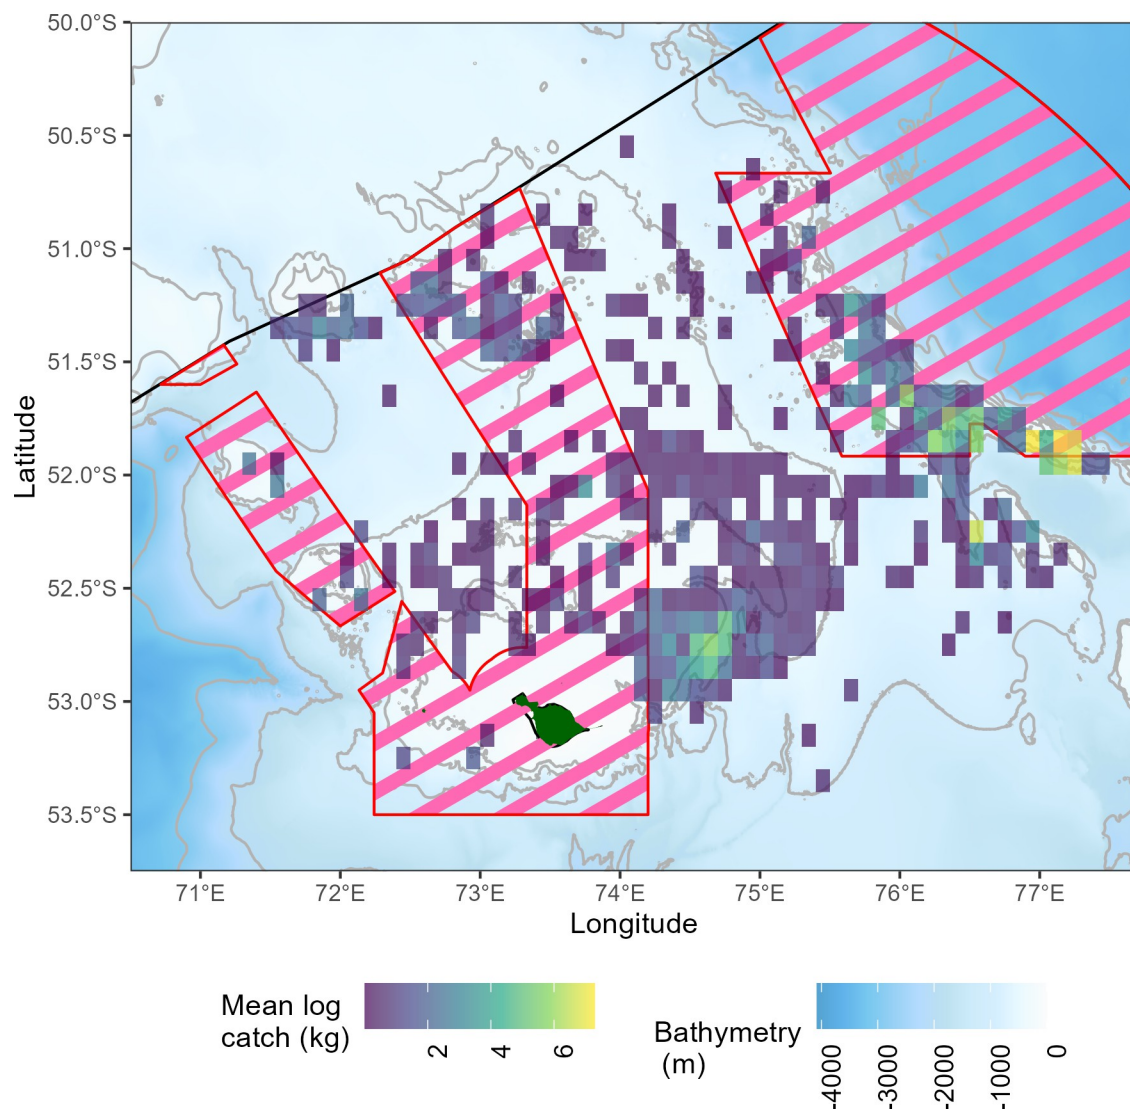 50.0°S
50.5°S
51.0°S
51.5°S
52.0°S
52.5°S
53.0°S
53.5°S
Latitude
71°E 72°E 73°E 74°E 75°E 76°E 77°E
Longitude
Mean log
catch (kg)
2 4 6
Bathymetry
(m)
-4000 -3000 -2000 -1000 0